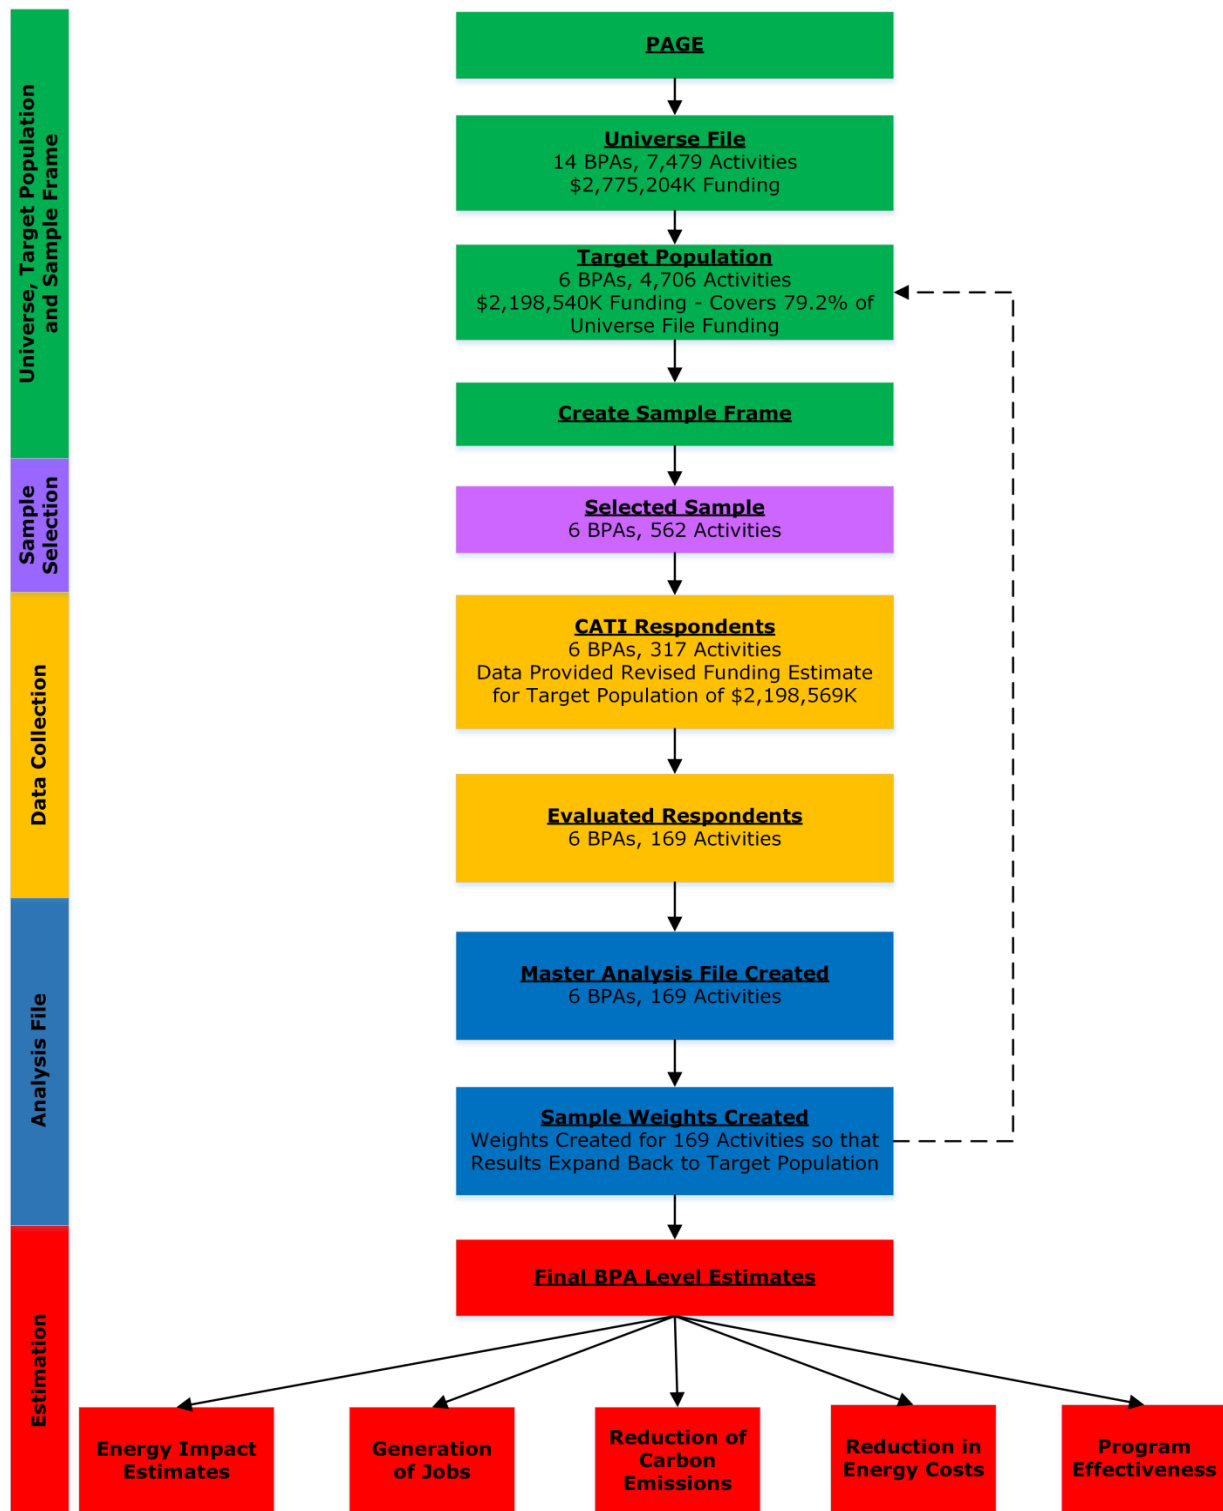 Universe, Target Population
and Sample Frame
PAGE
Universe File
14 BPAs, 7,479 Activities
$2,775,204K Funding
Target Population
6 BPAs, 4,706 Activities
$2,198,540K Funding - Covers 79.2% of
Universe File Funding
Create Sample Frame
Sample
Selection
Selected Sample
6 BPAs, 562 Activities
Data Collection
CATI Respondents
6 BPAs, 317 Activities
Data Provided Revised Funding Estimate
for Target Population of $2,198,569K
Evaluated Respondents
6 BPAs, 169 Activities
Analysis File
Master Analysis File Created
6 BPAs, 169 Activities
Sample Weights Created
Weights Created for 169 Activities so that
Results Expand Back to Target Population
Estimation
Final BPA Level Estimates
Energy Impact
Estimates
Generation
of Jobs
Reduction of
Carbon
Emissions
Reduction in
Energy Costs
Program
Effectiveness